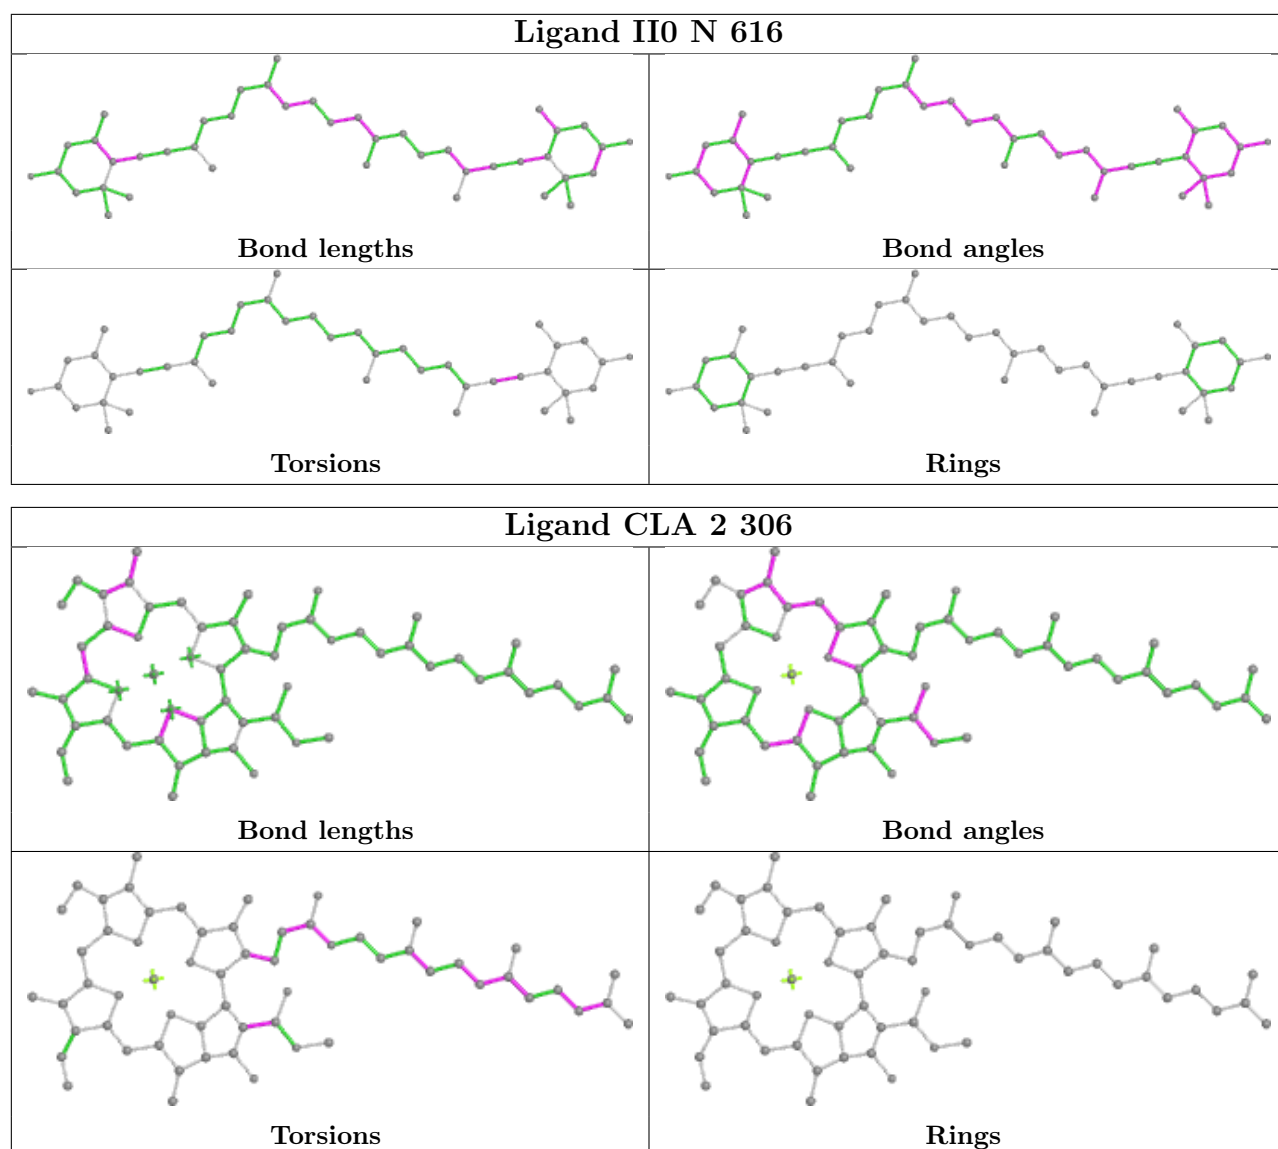 Ligand II0 N 616
Bond lengths
Bond angles
Torsions
Rings
Ligand CLA 2 306
Bond lengths
Bond angles
Torsions
Rings